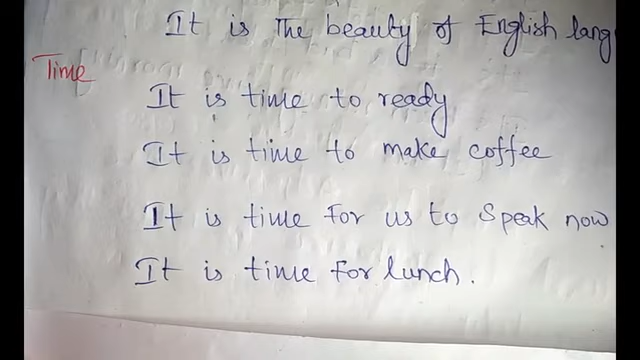 It is The beauty of English lang
Time
It is time to ready
It is time to make coffee
It is time For us to Speak now
It is time For lunch.